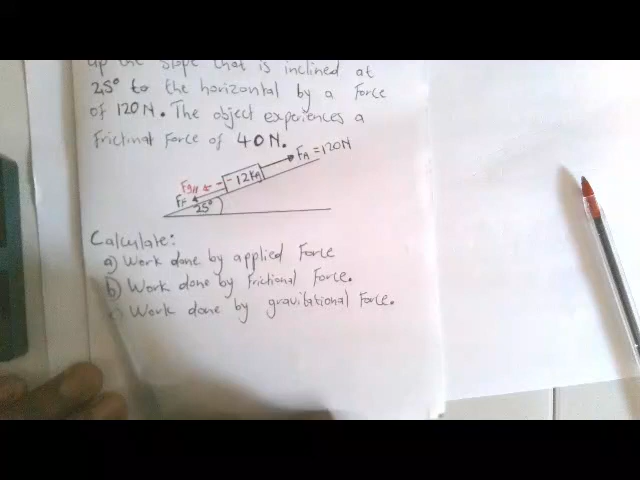 up the slope that is inclined at
25° to the horizontal by a force
of 120N. The object experiences a
frictinal force of 40N.
FA = 120N
12kg
Fg||
Ff
25°
Calculate:
a) Work done by applied Force
b) Work done by frictional Force.
c) Work done by gravitational Force.